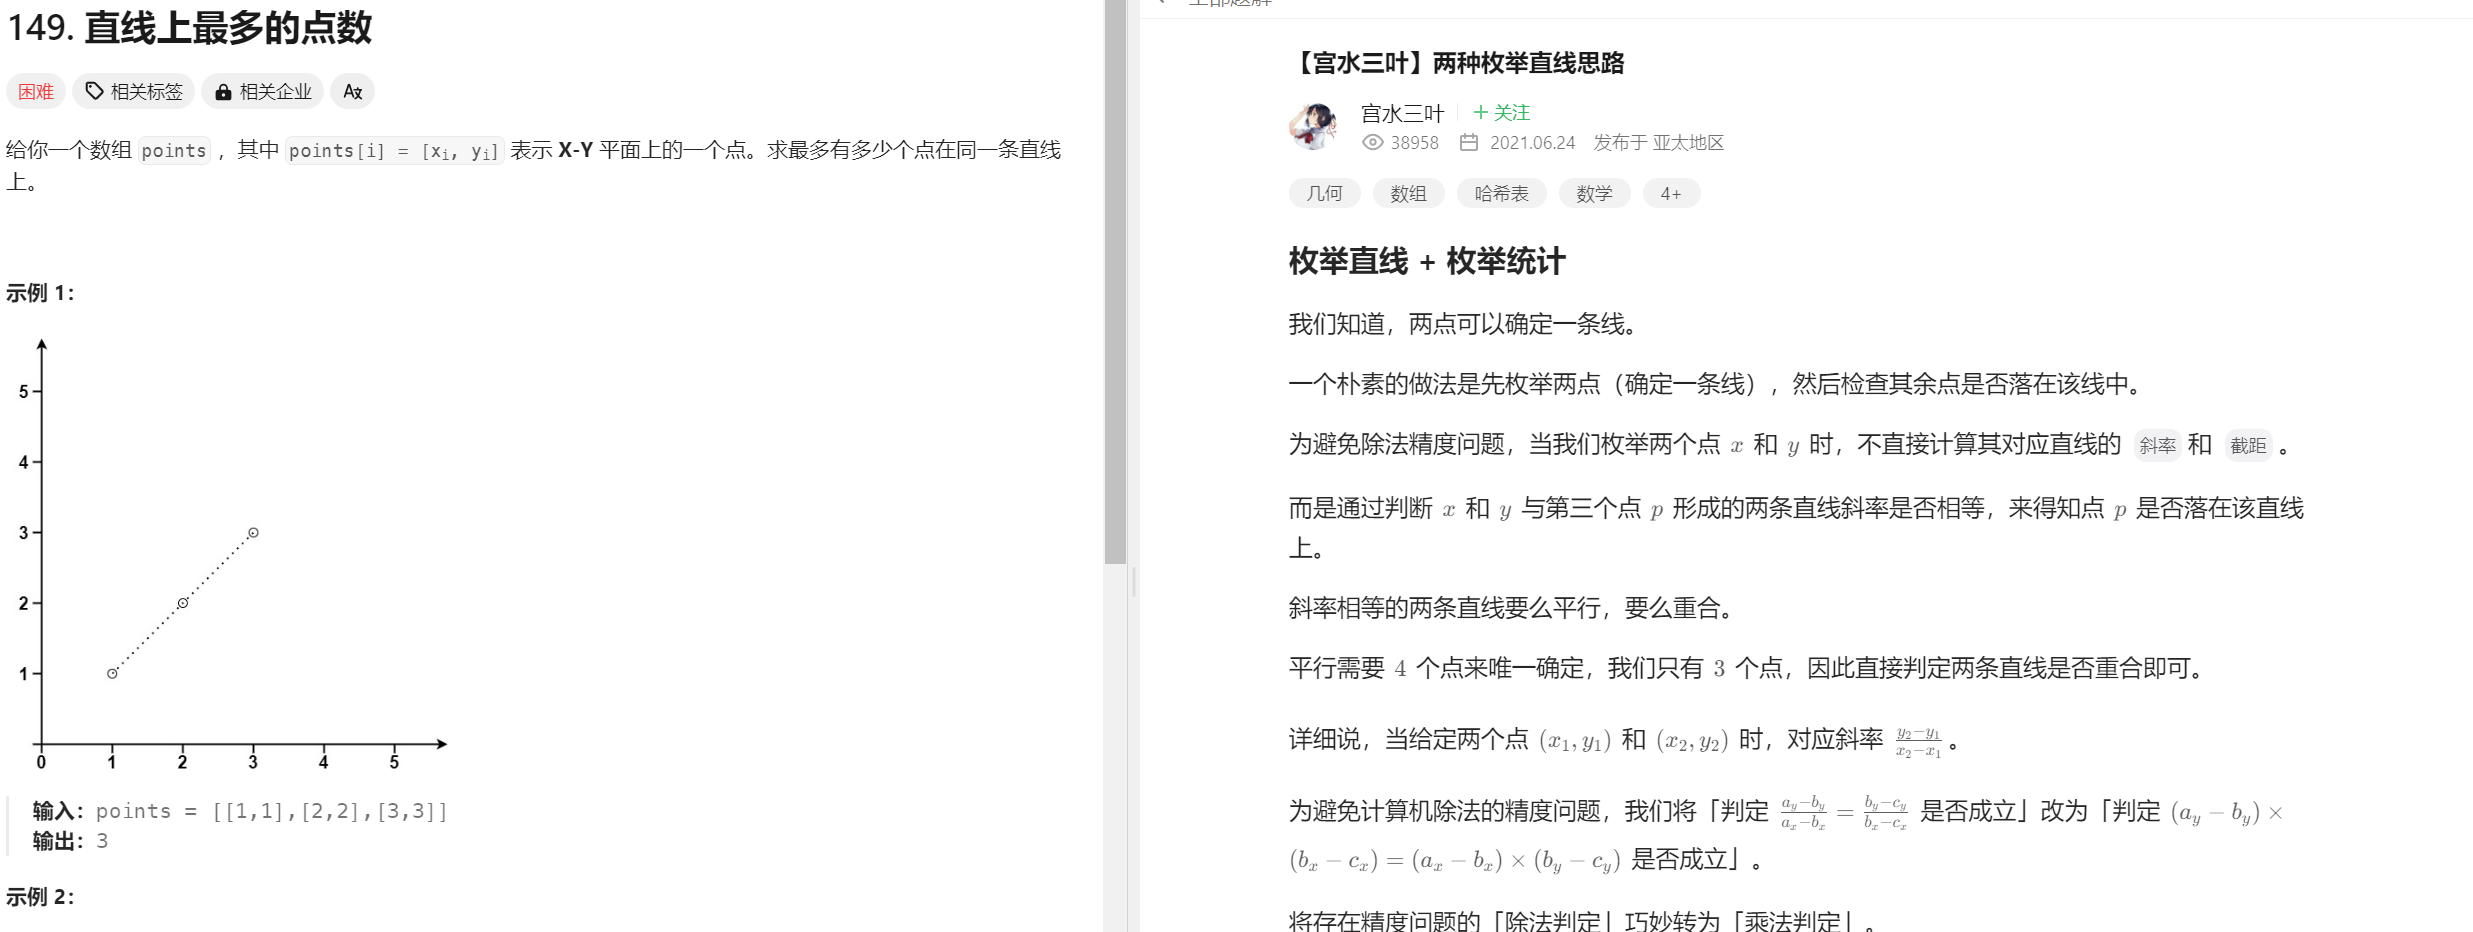 149. 直线上最多的点数
困难 相关标签 相关企业
给你一个数组 points ，其中 points[i] = [xᵢ, yᵢ] 表示 X-Y 平面上的一个点。求最多有多少个点在同一条直线
上。
示例 1：
5
4
3
2
1
0 1 2 3 4 5
输入：points = [[1,1],[2,2],[3,3]]
输出：3
示例 2：
全部题解
【宫水三叶】两种枚举直线思路
宫水三叶 + 关注
38958 2021.06.24 发布于 亚太地区
几何 数组 哈希表 数学 4+
枚举直线 + 枚举统计
我们知道，两点可以确定一条线。
一个朴素的做法是先枚举两点（确定一条线），然后检查其余点是否落在该线中。
为避免除法精度问题，当我们枚举两个点 x 和 y 时，不直接计算其对应直线的 斜率 和 截距 。
而是通过判断 x 和 y 与第三个点 p 形成的两条直线斜率是否相等，来得知点 p 是否落在该直线
上。
斜率相等的两条直线要么平行，要么重合。
平行需要 4 个点来唯一确定，我们只有 3 个点，因此直接判定两条直线是否重合即可。
详细说，当给定两个点 (x₁, y₁) 和 (x₂, y₂) 时，对应斜率 \frac{y_2-y_1}{x_2-x_1} 。
为避免计算机除法的精度问题，我们将「判定 \frac{a_y-b_y}{a_x-b_x} = \frac{b_y-c_y}{b_x-c_x} 是否成立」改为「判定 (a_y − b_y) ×
(b_x − c_x) = (a_x − b_x) × (b_y − c_y) 是否成立」。
将存在精度问题的「除法判定」巧妙转为「乘法判定」。